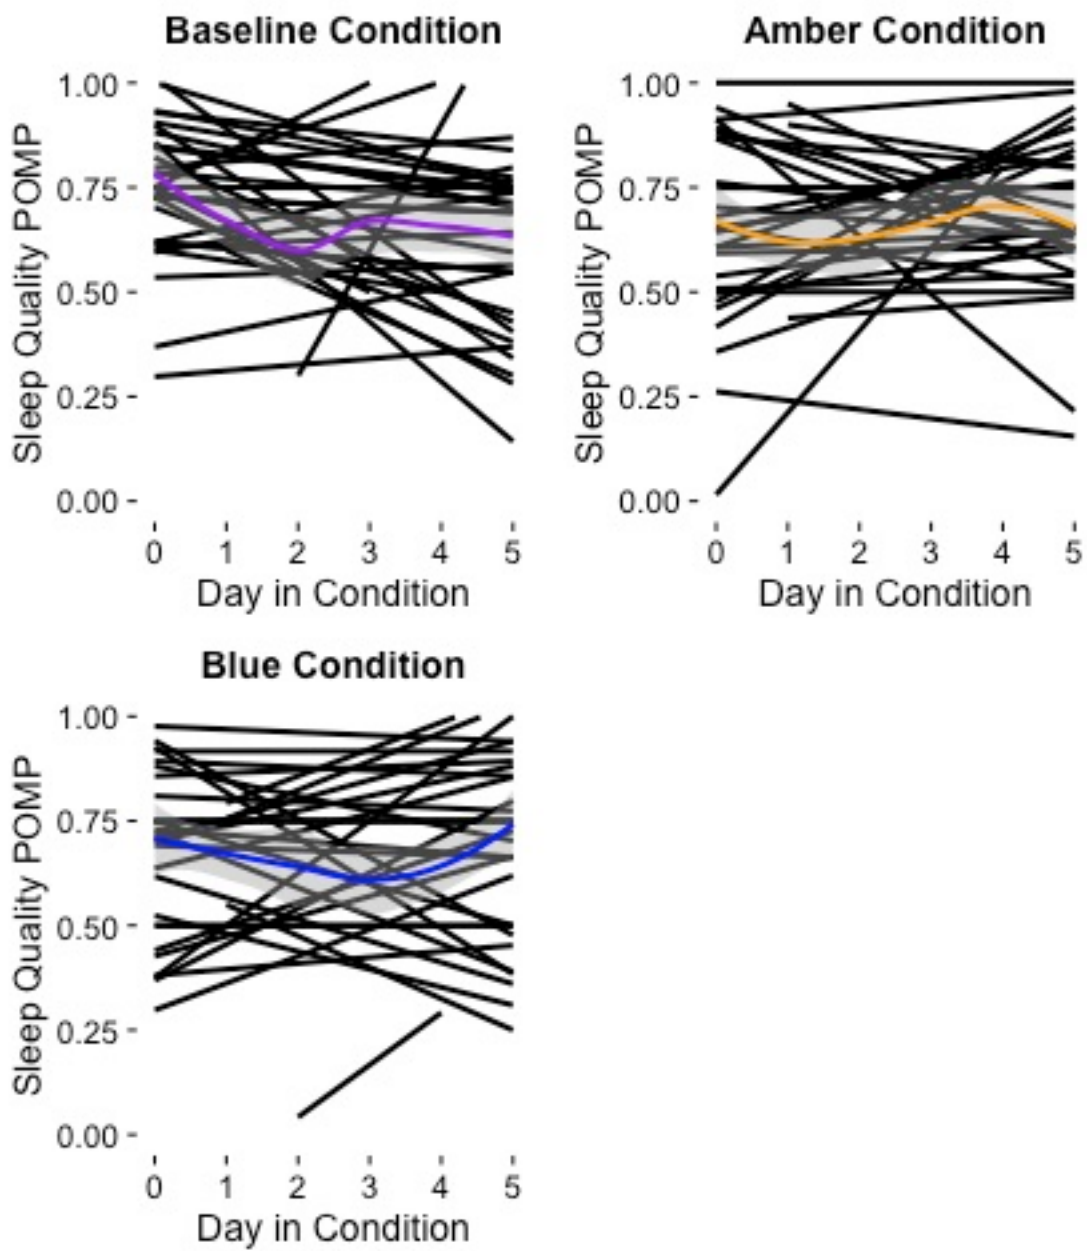 Baseline Condition
Sleep Quality POMP
1.00
0.75
0.50
0.25
0.00
0 1 2 3 4 5
Day in Condition
Amber Condition
Sleep Quality POMP
1.00
0.75
0.50
0.25
0.00
0 1 2 3 4 5
Day in Condition
Blue Condition
Sleep Quality POMP
1.00
0.75
0.50
0.25
0.00
0 1 2 3 4 5
Day in Condition